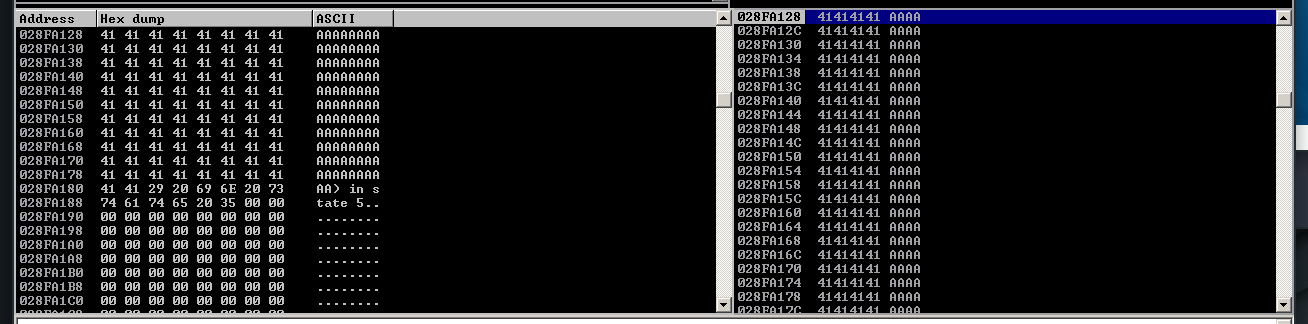 Address Hex dump ASCII
028FA128 41 41 41 41 41 41 41 41 AAAAAAAA
028FA130 41 41 41 41 41 41 41 41 AAAAAAAA
028FA138 41 41 41 41 41 41 41 41 AAAAAAAA
028FA140 41 41 41 41 41 41 41 41 AAAAAAAA
028FA148 41 41 41 41 41 41 41 41 AAAAAAAA
028FA150 41 41 41 41 41 41 41 41 AAAAAAAA
028FA158 41 41 41 41 41 41 41 41 AAAAAAAA
028FA160 41 41 41 41 41 41 41 41 AAAAAAAA
028FA168 41 41 41 41 41 41 41 41 AAAAAAAA
028FA170 41 41 41 41 41 41 41 41 AAAAAAAA
028FA178 41 41 41 41 41 41 41 41 AAAAAAAA
028FA180 41 41 29 20 69 6E 20 73 AA) in s
028FA188 74 61 74 65 20 35 00 00 tate 5..
028FA190 00 00 00 00 00 00 00 00 ........
028FA198 00 00 00 00 00 00 00 00 ........
028FA1A0 00 00 00 00 00 00 00 00 ........
028FA1A8 00 00 00 00 00 00 00 00 ........
028FA1B0 00 00 00 00 00 00 00 00 ........
028FA1B8 00 00 00 00 00 00 00 00 ........
028FA1C0 00 00 00 00 00 00 00 00 ........
028FA128 41414141 AAAA
028FA12C 41414141 AAAA
028FA130 41414141 AAAA
028FA134 41414141 AAAA
028FA138 41414141 AAAA
028FA13C 41414141 AAAA
028FA140 41414141 AAAA
028FA144 41414141 AAAA
028FA148 41414141 AAAA
028FA14C 41414141 AAAA
028FA150 41414141 AAAA
028FA154 41414141 AAAA
028FA158 41414141 AAAA
028FA15C 41414141 AAAA
028FA160 41414141 AAAA
028FA164 41414141 AAAA
028FA168 41414141 AAAA
028FA16C 41414141 AAAA
028FA170 41414141 AAAA
028FA174 41414141 AAAA
028FA178 41414141 AAAA
028FA17C 41414141 AAAA